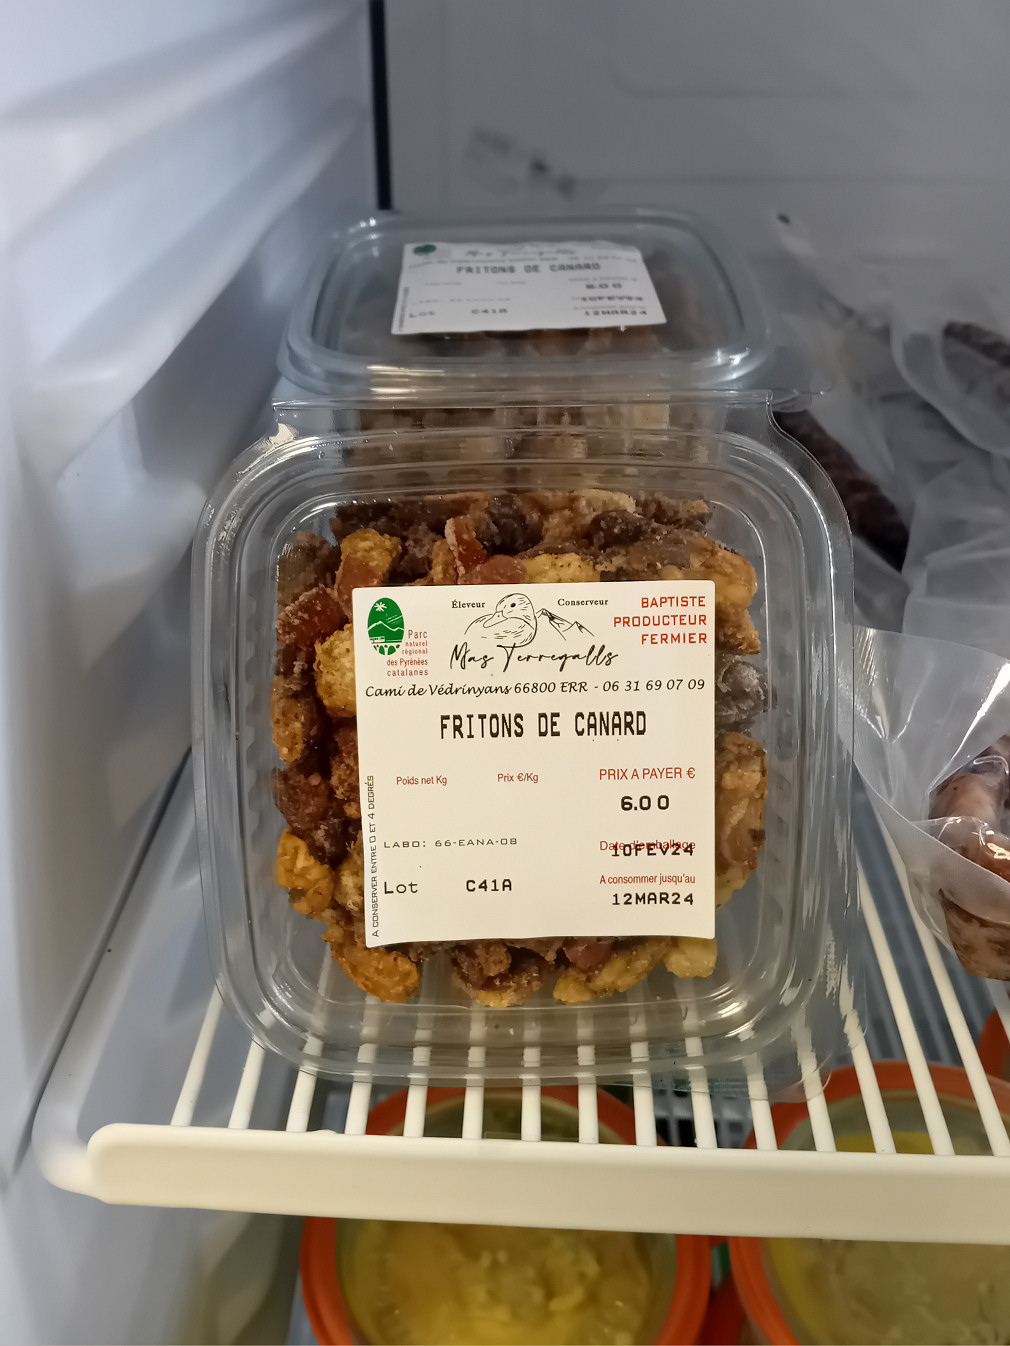 FRITONS DE CANARD
Lot C41A
12MAR24
Éleveur Conserveur
BAPTISTE
PRODUCTEUR
FERMIER
Parc
naturel
régional
des Pyrénées
catalanes
Mas Terregalls
Cami de Védrinyans 66800 ERR - 06 31 69 07 09
FRITONS DE CANARD
Poids net Kg Prix €/Kg PRIX A PAYER €
6.00
A CONSERVER ENTRE 0 ET 4 DEGRÉS
LABO: 66-EANA-08
Date d'emballage
10FEV24
Lot C41A
A consommer jusqu'au
12MAR24